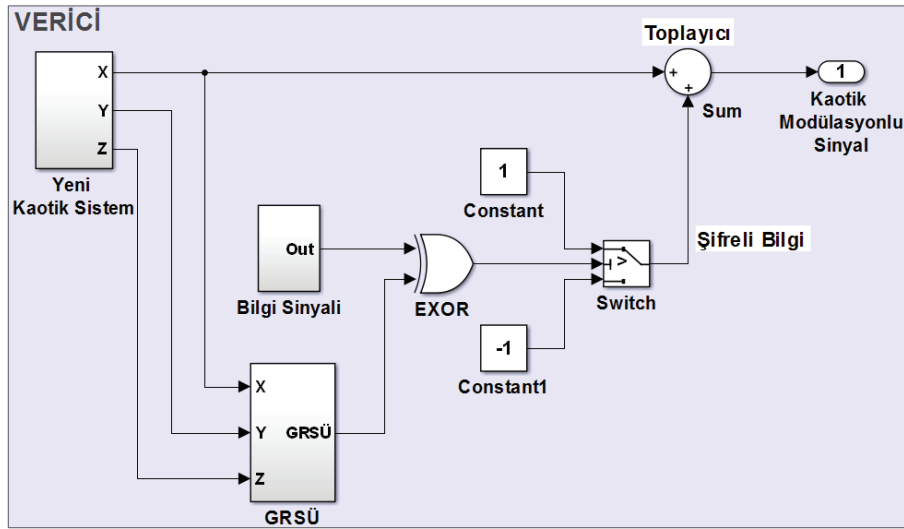 VERİCİ
X
Y
Z
Yeni
Kaotik Sistem
Toplayıcı
+
+
Sum
1
Kaotik
Modülasyonlu
Sinyal
1
Constant
Out
Bilgi Sinyali
EXOR
>
Switch
Şifreli Bilgi
-1
Constant1
X
Y
Z
GRSÜ
GRSÜ